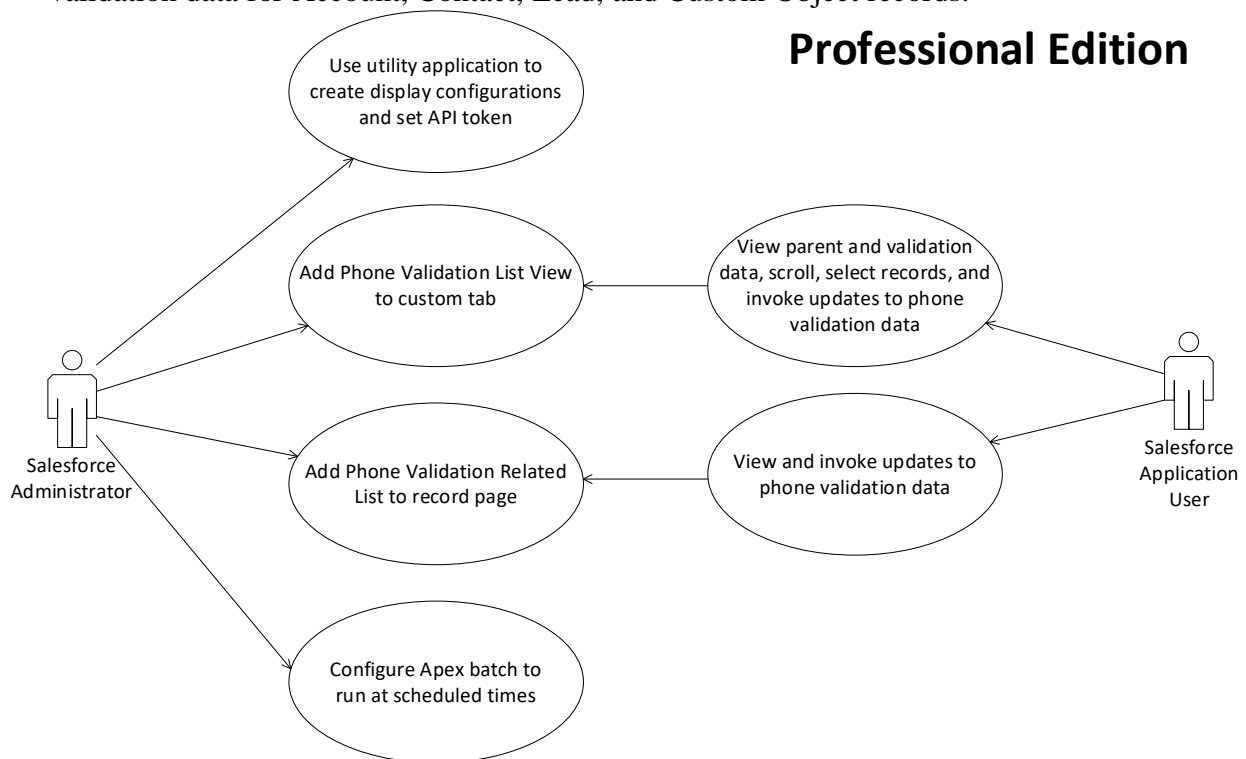 validation data for Account, Contact, Lead, and Custom Object records.
Professional Edition
Use utility application to
create display configurations
and set API token
Add Phone Validation List View
to custom tab
View parent and validation
data, scroll, select records, and
invoke updates to phone
validation data
Salesforce
Administrator
Add Phone Validation Related
List to record page
View and invoke updates to
phone validation data
Salesforce
Application
User
Configure Apex batch to
run at scheduled times